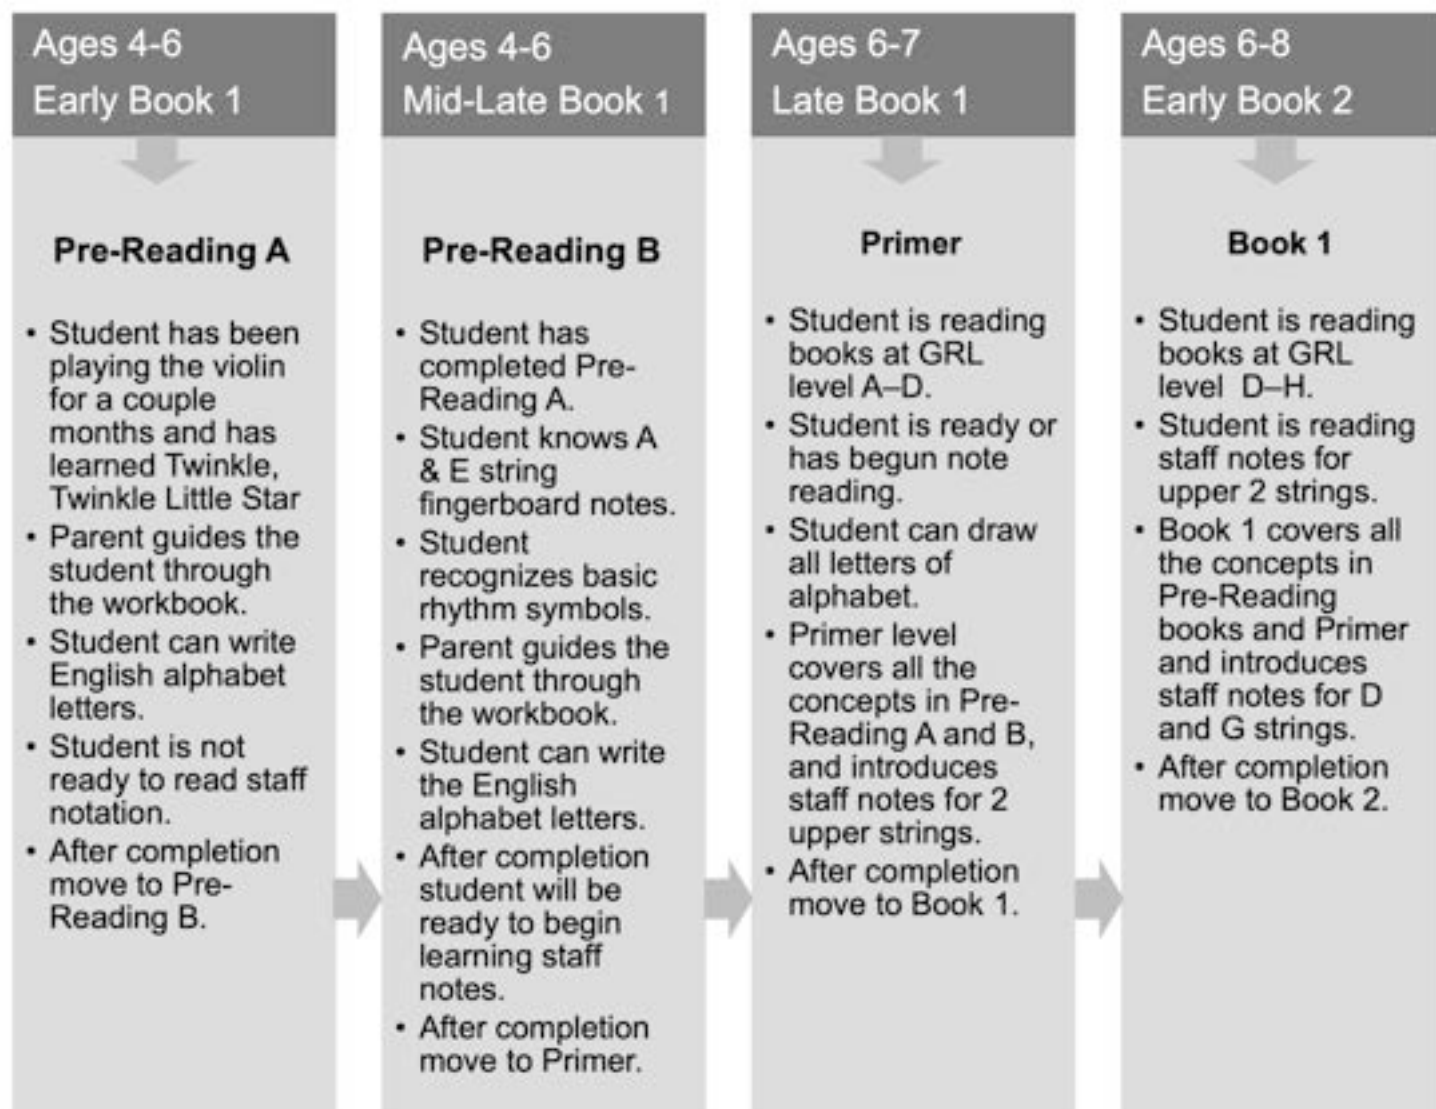 Ages 4-6
Early Book 1
Pre-Reading A
• Student has been
playing the violin
for a couple
months and has
learned Twinkle,
Twinkle Little Star
• Parent guides the
student through
the workbook.
• Student can write
English alphabet
letters.
• Student is not
ready to read staff
notation.
• After completion
move to Pre-
Reading B.
Ages 4-6
Mid-Late Book 1
Pre-Reading B
• Student has
completed Pre-
Reading A.
• Student knows A
& E string
fingerboard notes.
• Student
recognizes basic
rhythm symbols.
• Parent guides the
student through
the workbook.
• Student can write
the English
alphabet letters.
• After completion
student will be
ready to begin
learning staff
notes.
• After completion
move to Primer.
Ages 6-7
Late Book 1
Primer
• Student is reading
books at GRL
level A–D.
• Student is ready or
has begun note
reading.
• Student can draw
all letters of
alphabet.
• Primer level
covers all the
concepts in Pre-
Reading A and B,
and introduces
staff notes for 2
upper strings.
• After completion
move to Book 1.
Ages 6-8
Early Book 2
Book 1
• Student is reading
books at GRL
level D–H.
• Student is reading
staff notes for
upper 2 strings.
• Book 1 covers all
the concepts in
Pre-Reading
books and Primer
and introduces
staff notes for D
and G strings.
• After completion
move to Book 2.